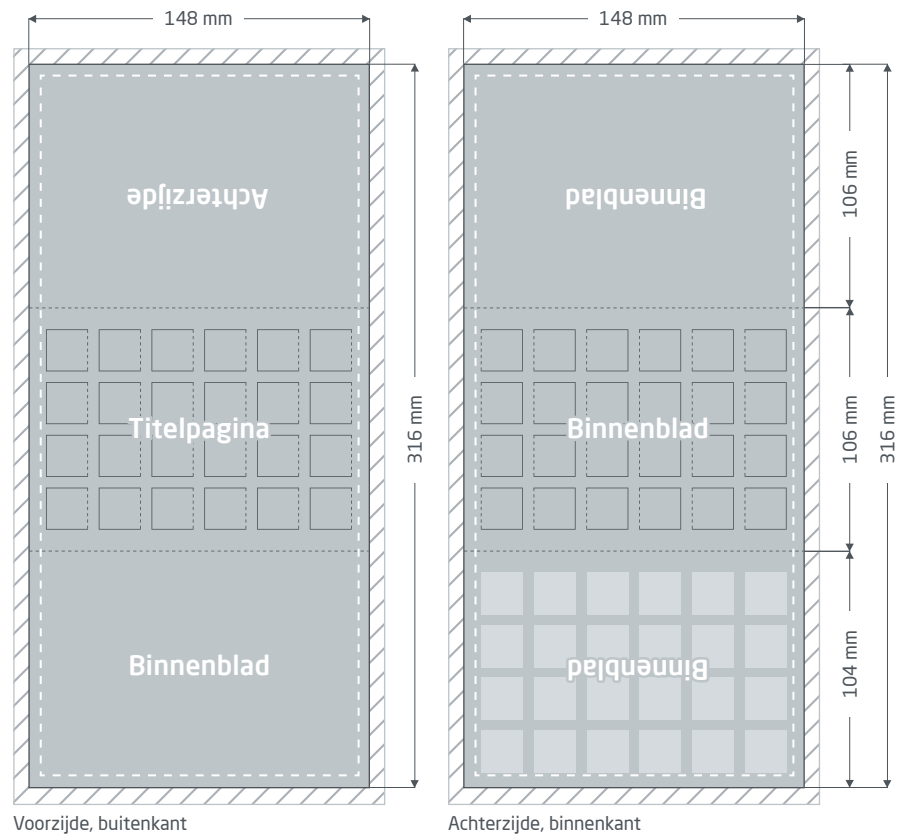 148 mm
148 mm
Achterzijde
Binnenblad
106 mm
Titelpagina
Binnenblad
316 mm
106 mm
316 mm
Binnenblad
Binnenblad
104 mm
Voorzijde, buitenkant
Achterzijde, binnenkant